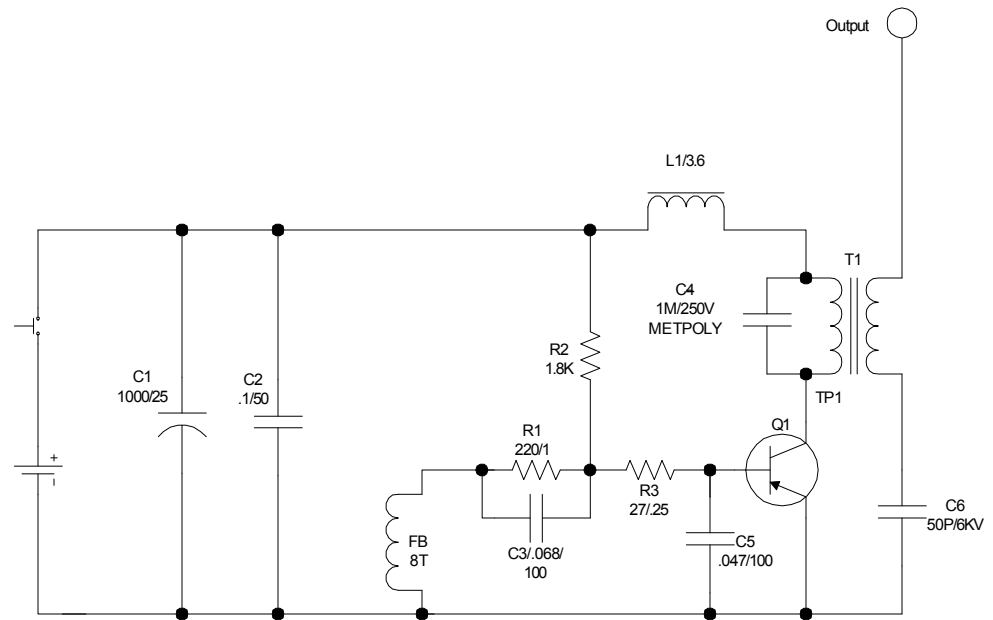 Output
L1/3.6
T1
C4
1M/250V
METPOLY
R2
1.8K
C1
1000/25
C2
.1/50
TP1
R1
220/1
Q1
+
-
R3
27/.25
C6
50P/6KV
FB
8T
C3/.068/
100
C5
.047/100